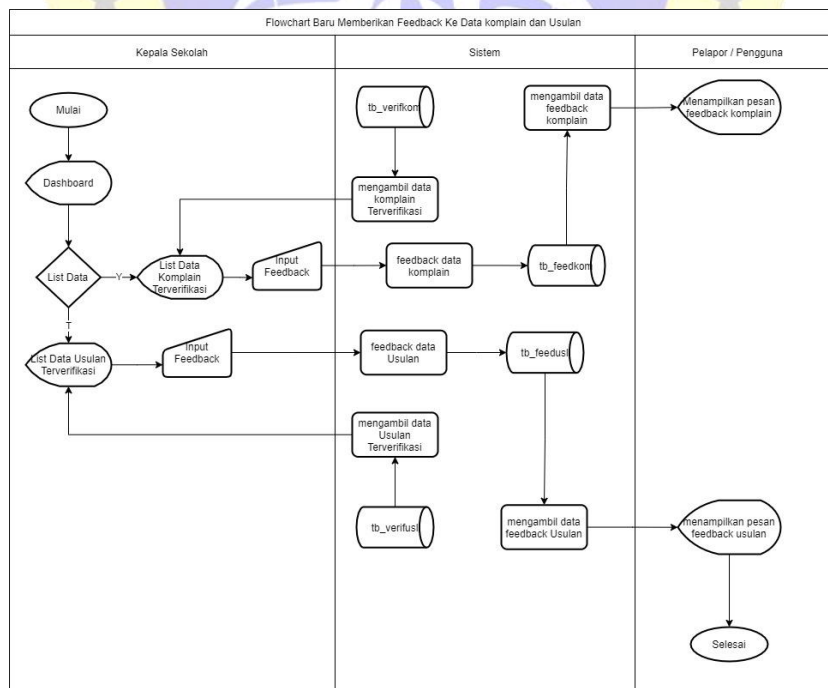 Flowchart Baru Memberikan Feedback Ke Data komplain dan Usulan
Kepala Sekolah
Sistem
Pelapor / Pengguna
Mulai
tb_verifkom
mengambil data
feedback
komplain
Menampilkan pesan
feedback komplain
Dashboard
mengambil data
komplain
Terverifikasi
List Data
Y
List Data
Komplain
Terverifikasi
Input
Feedback
feedback data
komplain
tb_feedkom
T
List Data Usulan
Terverifikasi
Input
Feedback
feedback data
Usulan
tb_feedusl
mengambil data
Usulan
Terverifikasi
tb_verifusl
mengambil data
feedback Usulan
menampilkan pesan
feedback usulan
Selesai